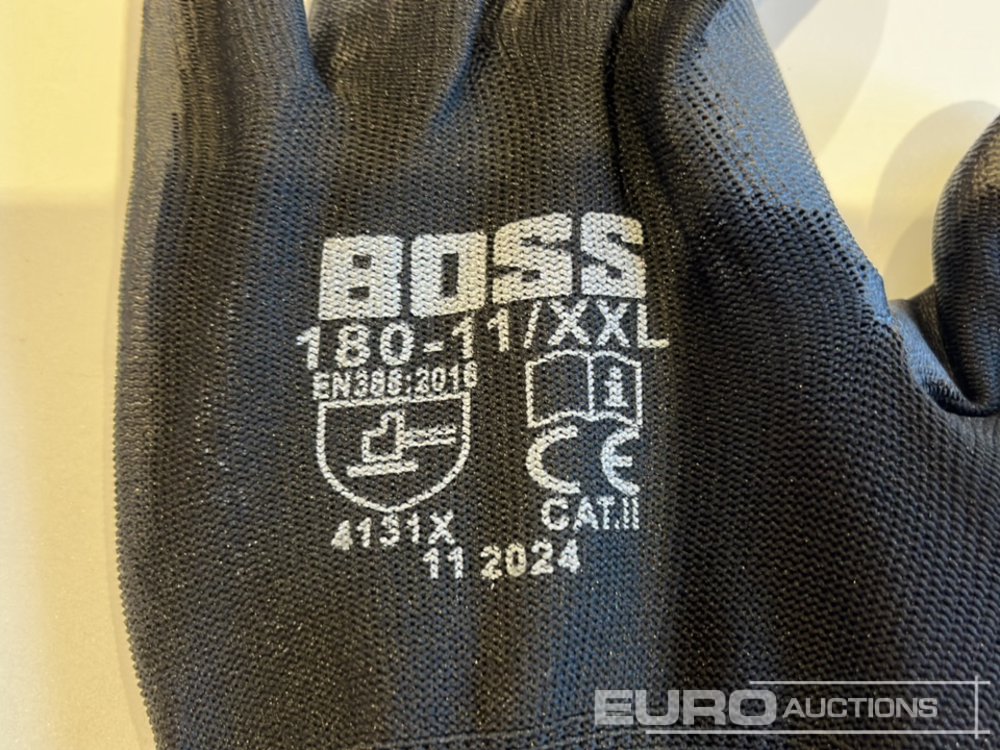 BOSS
180-11/XXL
EN388:2016
i
CE
4131X
CAT.II
11 2024
EURO AUCTIONS